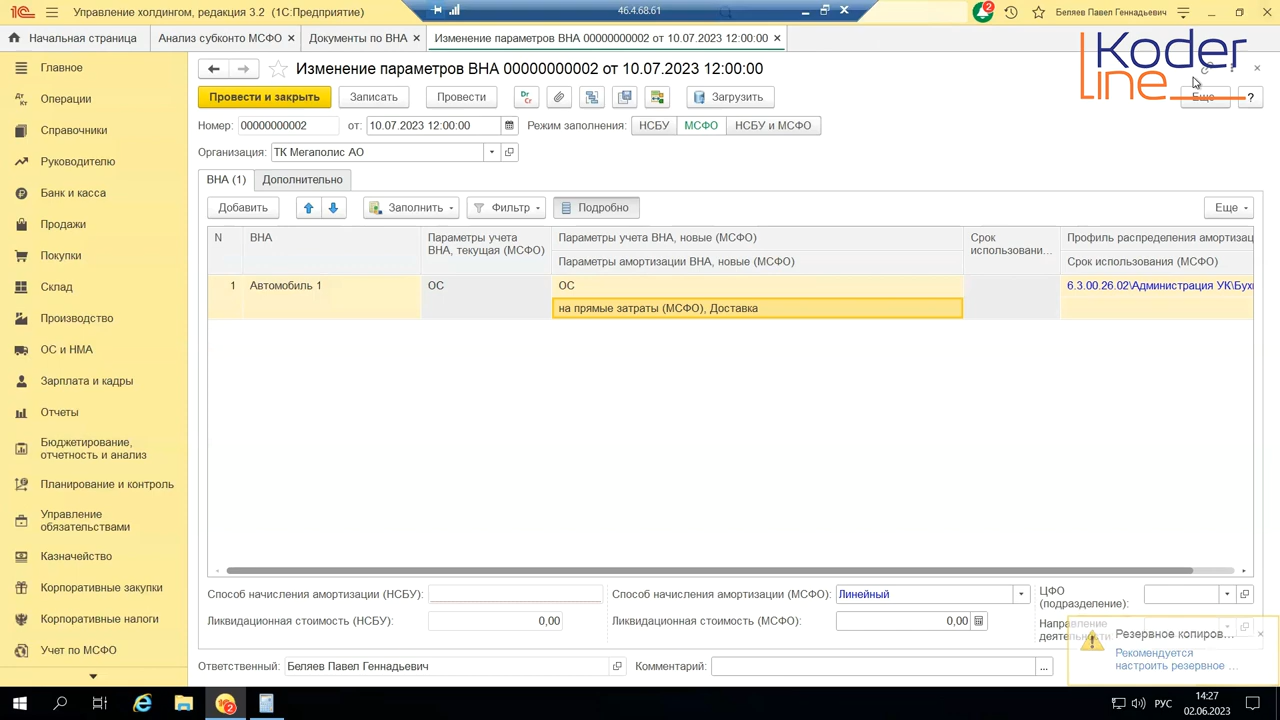 Управление холдингом, редакция 3.2 (1С:Предприятие)
46.4.68.61
2
Беляев Павел Геннадьевич
Начальная страница
Анализ субконто МСФО ×
Документы по ВНА ×
Изменение параметров ВНА 00000000002 от 10.07.2023 12:00:00 ×
Koder
line
Главное
Операции
Справочники
Руководителю
Банк и касса
Продажи
Покупки
Склад
Производство
ОС и НМА
Зарплата и кадры
Отчеты
Бюджетирование,
отчетность и анализ
Планирование и контроль
Управление
обязательствами
Казначейство
Корпоративные закупки
Корпоративные налоги
Учет по МСФО
Изменение параметров ВНА 00000000002 от 10.07.2023 12:00:00
Провести и закрыть
Записать
Провести
Дт
Кт
Загрузить
Еще
?
Номер: 00000000002 от: 10.07.2023 12:00:00 Режим заполнения: НСБУ МСФО НСБУ и МСФО
Организация: ТК Мегаполис АО
ВНА (1) Дополнительно
Добавить Заполнить Фильтр Подробно Еще
N ВНА Параметры учета
ВНА, текущая (МСФО)
Параметры учета ВНА, новые (МСФО)
Параметры амортизации ВНА, новые (МСФО)
Срок
использовани...
Профиль распределения амортизац
Срок использования (МСФО)
1 Автомобиль 1 ОС ОС 6.3.00.26.02\Администрация УК\Бух
на прямые затраты (МСФО), Доставка
Способ начисления амортизации (НСБУ):
Способ начисления амортизации (МСФО): Линейный
ЦФО
(подразделение):
Ликвидационная стоимость (НСБУ): 0,00
Ликвидационная стоимость (МСФО): 0,00
Направление
деятельности:
Резервное копиров...
Рекомендуется
настроить резервное ...
Ответственный: Беляев Павел Геннадьевич Комментарий: ...
2
РУС
14:27
02.06.2023